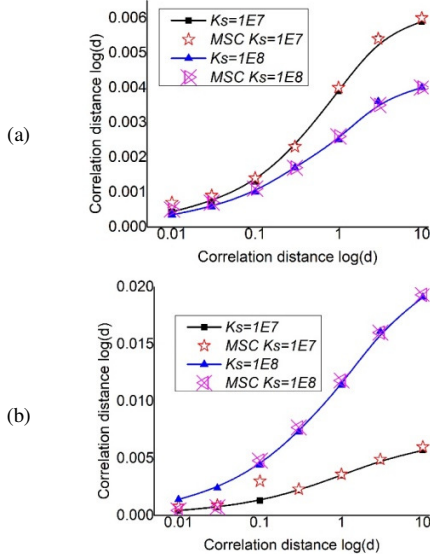 (a)
Correlation distance log(d)
0.006
0.005
0.004
0.003
0.002
0.001
0.000
Ks=1E7
MSC Ks=1E7
Ks=1E8
MSC Ks=1E8
0.01 0.1 1 10
Correlation distance log(d)
(b)
Correlation distance log(d)
0.020
0.015
0.010
0.005
0.000
Ks=1E7
MSC Ks=1E7
Ks=1E8
MSC Ks=1E8
0.01 0.1 1 10
Correlation distance log(d)